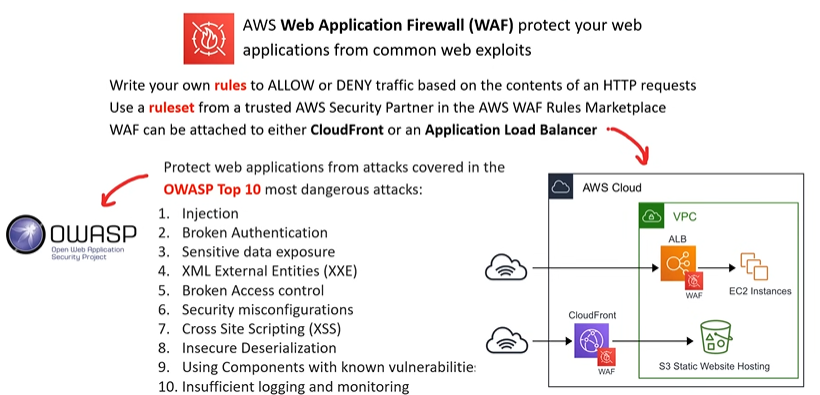 AWS Web Application Firewall (WAF) protect your web
applications from common web exploits
Write your own rules to ALLOW or DENY traffic based on the contents of an HTTP requests
Use a ruleset from a trusted AWS Security Partner in the AWS WAF Rules Marketplace
WAF can be attached to either CloudFront or an Application Load Balancer
Protect web applications from attacks covered in the
OWASP Top 10 most dangerous attacks:
1. Injection
2. Broken Authentication
3. Sensitive data exposure
4. XML External Entities (XXE)
5. Broken Access control
6. Security misconfigurations
7. Cross Site Scripting (XSS)
8. Insecure Deserialization
9. Using Components with known vulnerabilities
10. Insufficient logging and monitoring
OWASP
Open Web Application
Security Project
AWS Cloud
VPC
ALB
WAF
EC2 Instances
CloudFront
WAF
S3 Static Website Hosting